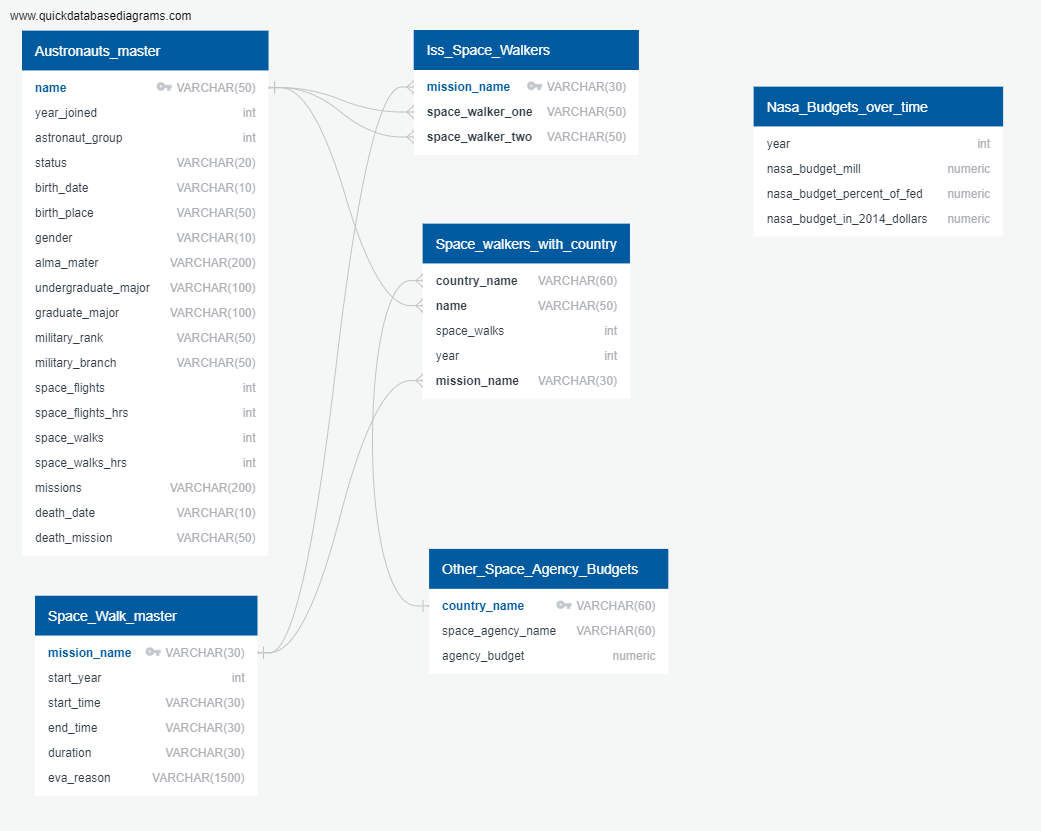 www.quickdatabasediagrams.com
Austronauts_master
name VARCHAR(50)
year_joined int
astronaut_group int
status VARCHAR(20)
birth_date VARCHAR(10)
birth_place VARCHAR(50)
gender VARCHAR(10)
alma_mater VARCHAR(200)
undergraduate_major VARCHAR(100)
graduate_major VARCHAR(100)
military_rank VARCHAR(50)
military_branch VARCHAR(50)
space_flights int
space_flights_hrs int
space_walks int
space_walks_hrs int
missions VARCHAR(200)
death_date VARCHAR(10)
death_mission VARCHAR(50)
Space_Walk_master
mission_name VARCHAR(30)
start_year int
start_time VARCHAR(30)
end_time VARCHAR(30)
duration VARCHAR(30)
eva_reason VARCHAR(1500)
Iss_Space_Walkers
mission_name VARCHAR(30)
space_walker_one VARCHAR(50)
space_walker_two VARCHAR(50)
Space_walkers_with_country
country_name VARCHAR(60)
name VARCHAR(50)
space_walks int
year int
mission_name VARCHAR(30)
Other_Space_Agency_Budgets
country_name VARCHAR(60)
space_agency_name VARCHAR(60)
agency_budget numeric
Nasa_Budgets_over_time
year int
nasa_budget_mill numeric
nasa_budget_percent_of_fed numeric
nasa_budget_in_2014_dollars numeric